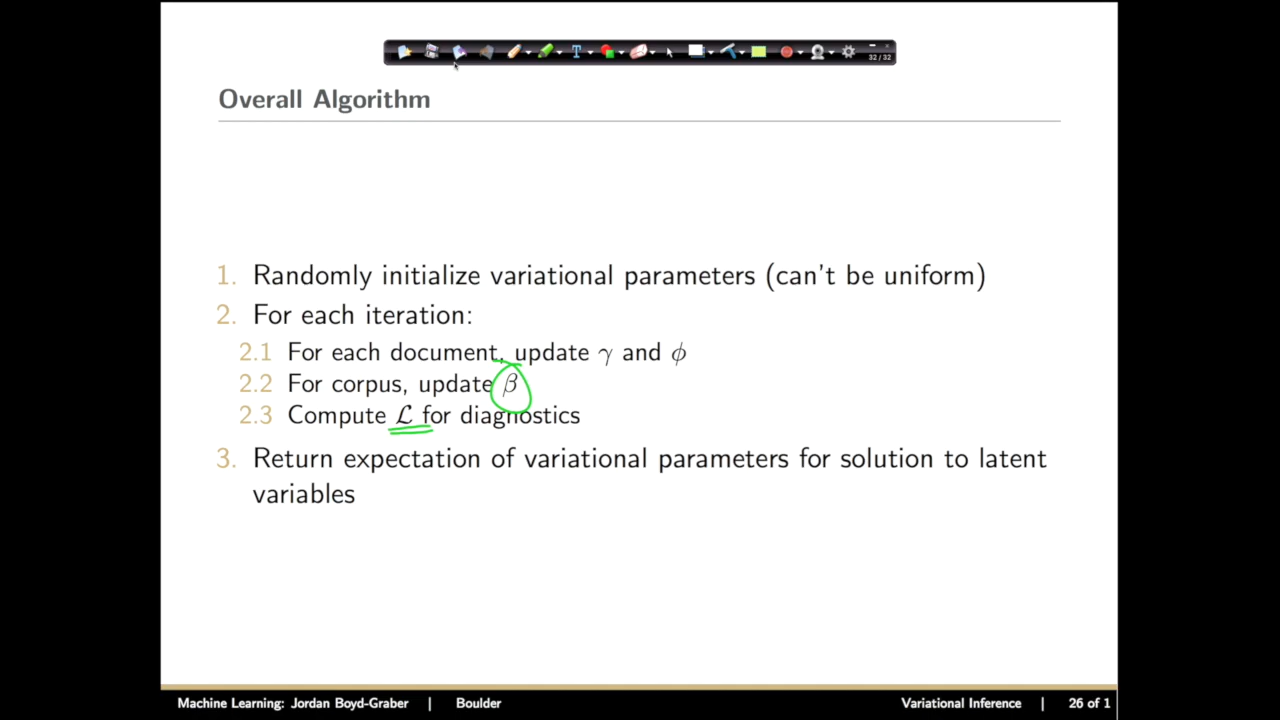 32/32
Overall Algorithm
1. Randomly initialize variational parameters (can't be uniform)
2. For each iteration:
2.1 For each document, update γ and ϕ
2.2 For corpus, update β
2.3 Compute ℒ for diagnostics
3. Return expectation of variational parameters for solution to latent
variables
Machine Learning: Jordan Boyd-Graber | Boulder Variational Inference | 26 of 1